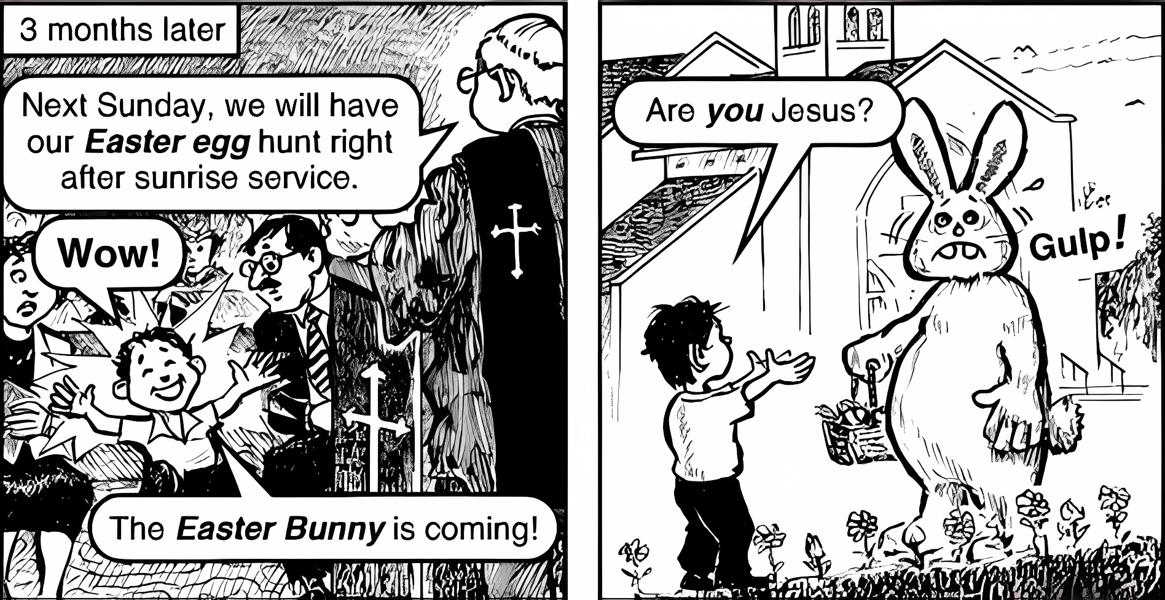 3 months later
Next Sunday, we will have
our Easter egg hunt right
after sunrise service.
Wow!
The Easter Bunny is coming!
Are you Jesus?
Gulp!